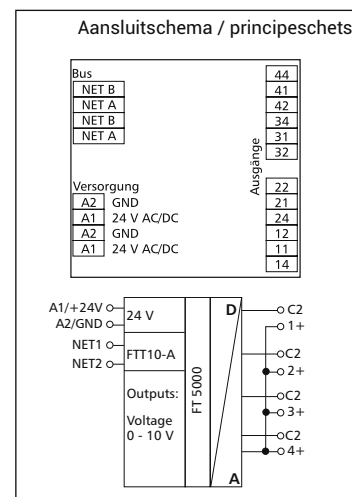 Aansluitschema / principeschets
Bus
NET B
NET A
NET B
NET A
Versorgung
A2 GND
A1 24 V AC/DC
A2 GND
A1 24 V AC/DC
Ausgänge
44
41
42
34
31
32
22
21
24
12
11
14
A1/+24V
A2/GND
NET1
NET2
24 V
FTT10-A
Outputs:
Voltage
0 - 10 V
FT 5000
D
A
C2
1+
C2
2+
C2
3+
C2
4+